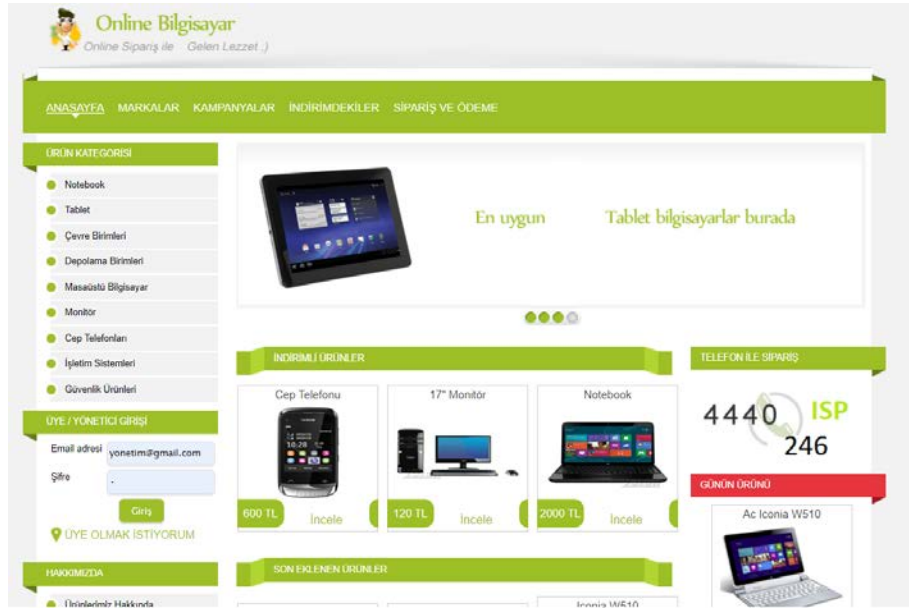 Online Bilgisayar
Online Sipariş ile Gelen Lezzet ;)
ANASAYFA MARKALAR KAMPANYALAR İNDİRİMDEKİLER SİPARİŞ VE ÖDEME
ÜRÜN KATEGORİSİ
Notebook
Tablet
Çevre Birimleri
Depolama Birimleri
Masaüstü Bilgisayar
Monitör
Cep Telefonları
İşletim Sistemleri
Güvenlik Ürünleri
En uygun Tablet bilgisayarlar burada
ÜYE / YÖNETİCİ GİRİŞİ
Email adresi yonetim@gmail.com
Şifre
Giriş
ÜYE OLMAK İSTİYORUM
HAKKIMIZDA
Ürünlerimiz Hakkında
İNDİRİMLİ ÜRÜNLER
Cep Telefonu
600 TL İncele
17" Monitör
120 TL İncele
Notebook
2000 TL İncele
SON EKLENEN ÜRÜNLER
Iconia W510
TELEFON İLE SİPARİŞ
4440 ISP
246
GÜNÜN ÜRÜNÜ
Ac Iconia W510